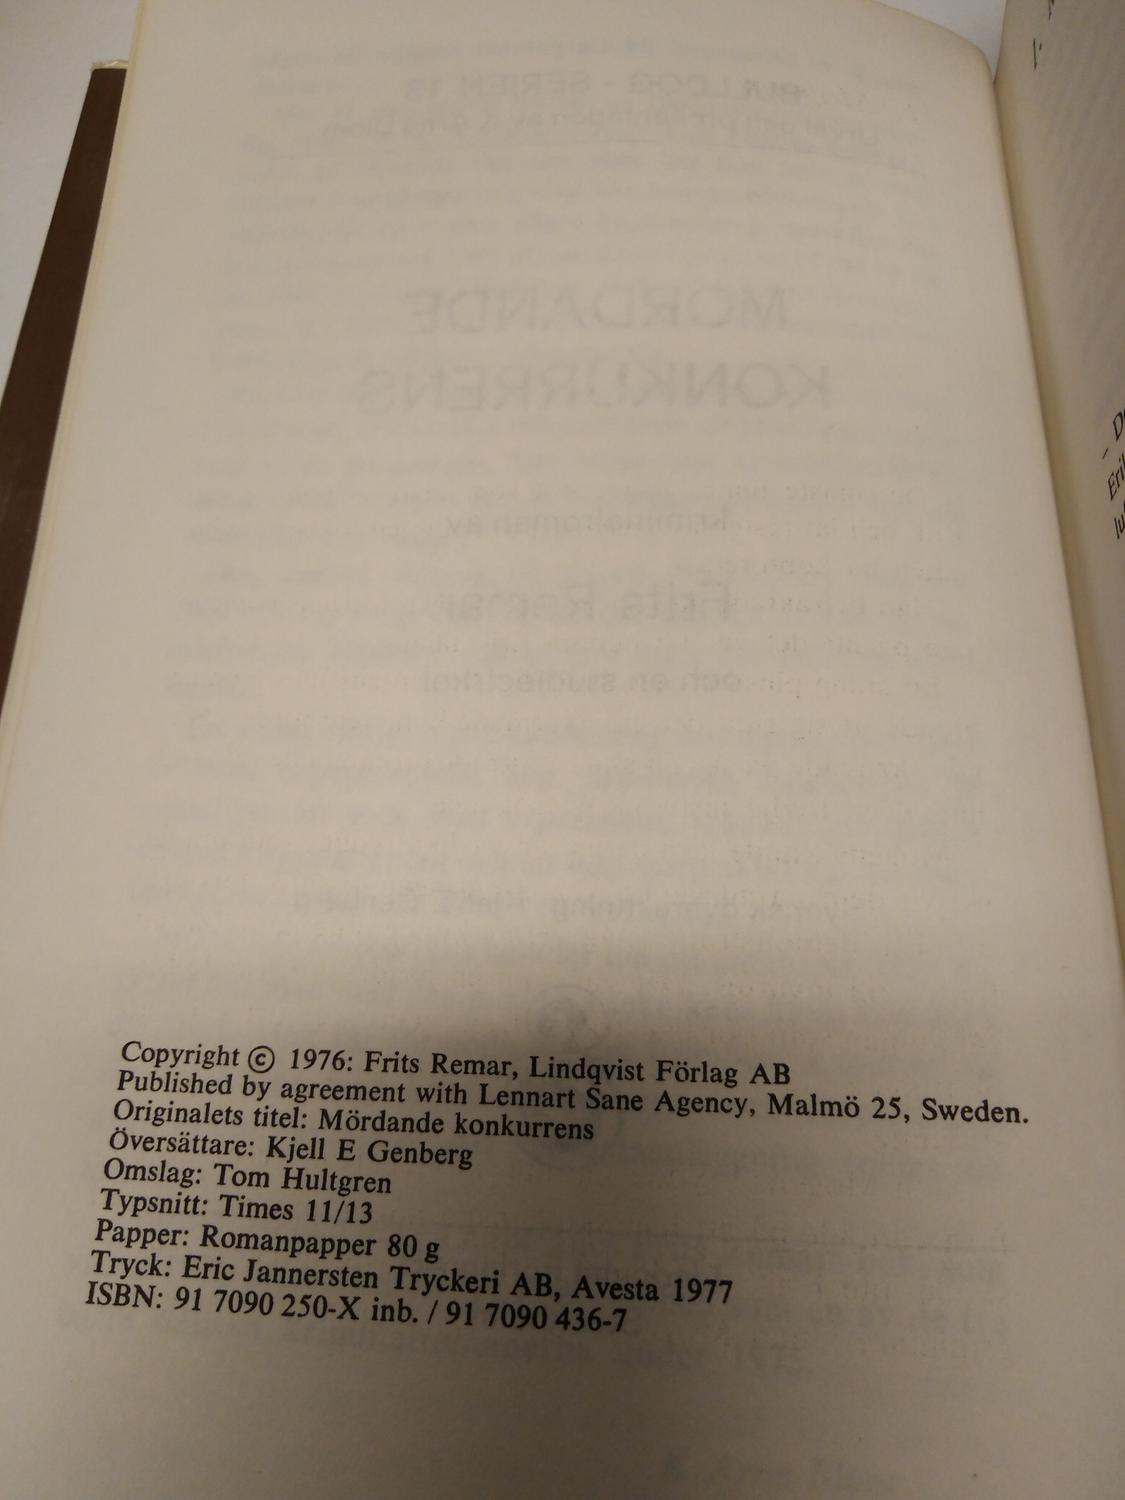 Copyright © 1976: Frits Remar, Lindqvist Förlag AB
Published by agreement with Lennart Sane Agency, Malmö 25, Sweden.
Originalets titel: Mördande konkurrens
Översättare: Kjell E Genberg
Omslag: Tom Hultgren
Typsnitt: Times 11/13
Papper: Romanpapper 80 g
Tryck: Eric Jannersten Tryckeri AB, Avesta 1977
ISBN: 91 7090 250-X inb. / 91 7090 436-7